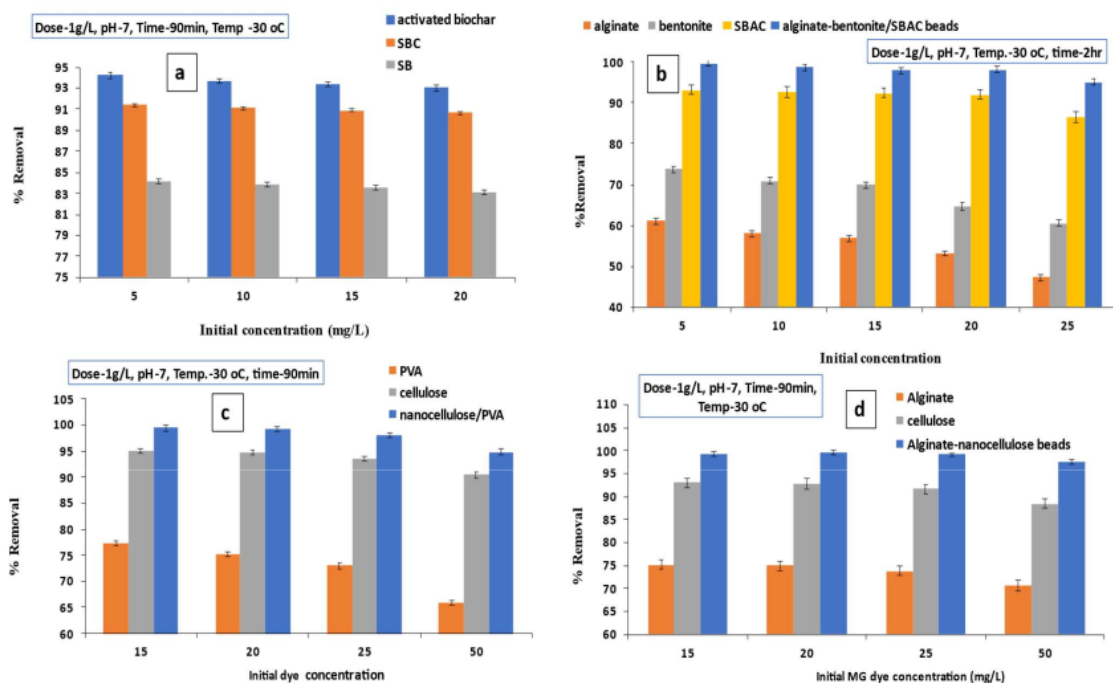 Dose-1g/L, pH-7, Time-90min, Temp -30 oC
activated biochar
SBC
SB
a
95
93
91
89
87
85
83
81
79
77
75
% Removal
5 10 15 20
Initial concentration (mg/L)
alginate bentonite SBAC alginate-bentonite/SBAC beads
Dose-1g/L, pH-7, Temp.-30 oC, time-2hr
b
100
90
80
70
60
50
40
%Removal
5 10 15 20 25
Initial concentration
Dose-1g/L, pH-7, Temp.-30 oC, time-90min
PVA
cellulose
nanocellulose/PVA
c
100
95
90
85
80
75
70
65
60
% Removal
15 20 25 50
Initial dye concentration
Dose-1g/L, pH-7, Time-90min,
Temp-30 oC
d
Alginate
cellulose
Alginate-nanocellulose beads
110
105
100
95
90
85
80
75
70
65
60
% Removal
15 20 25 50
Initial MG dye concentration (mg/L)